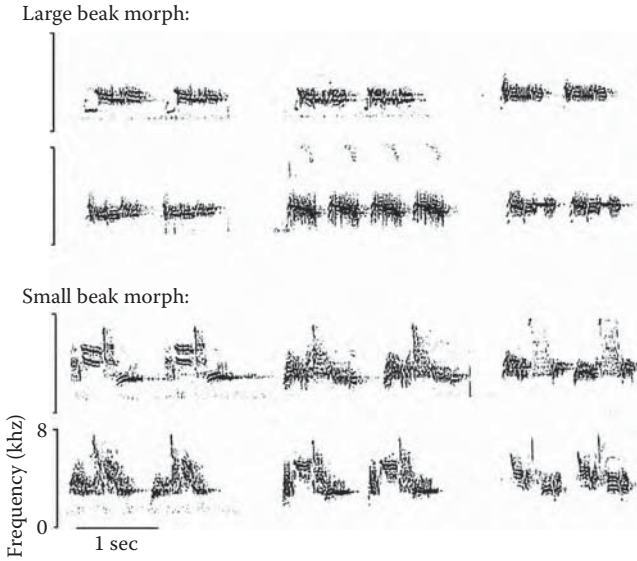 Large beak morph:
Small beak morph:
8
Frequency (khz)
0
1 sec